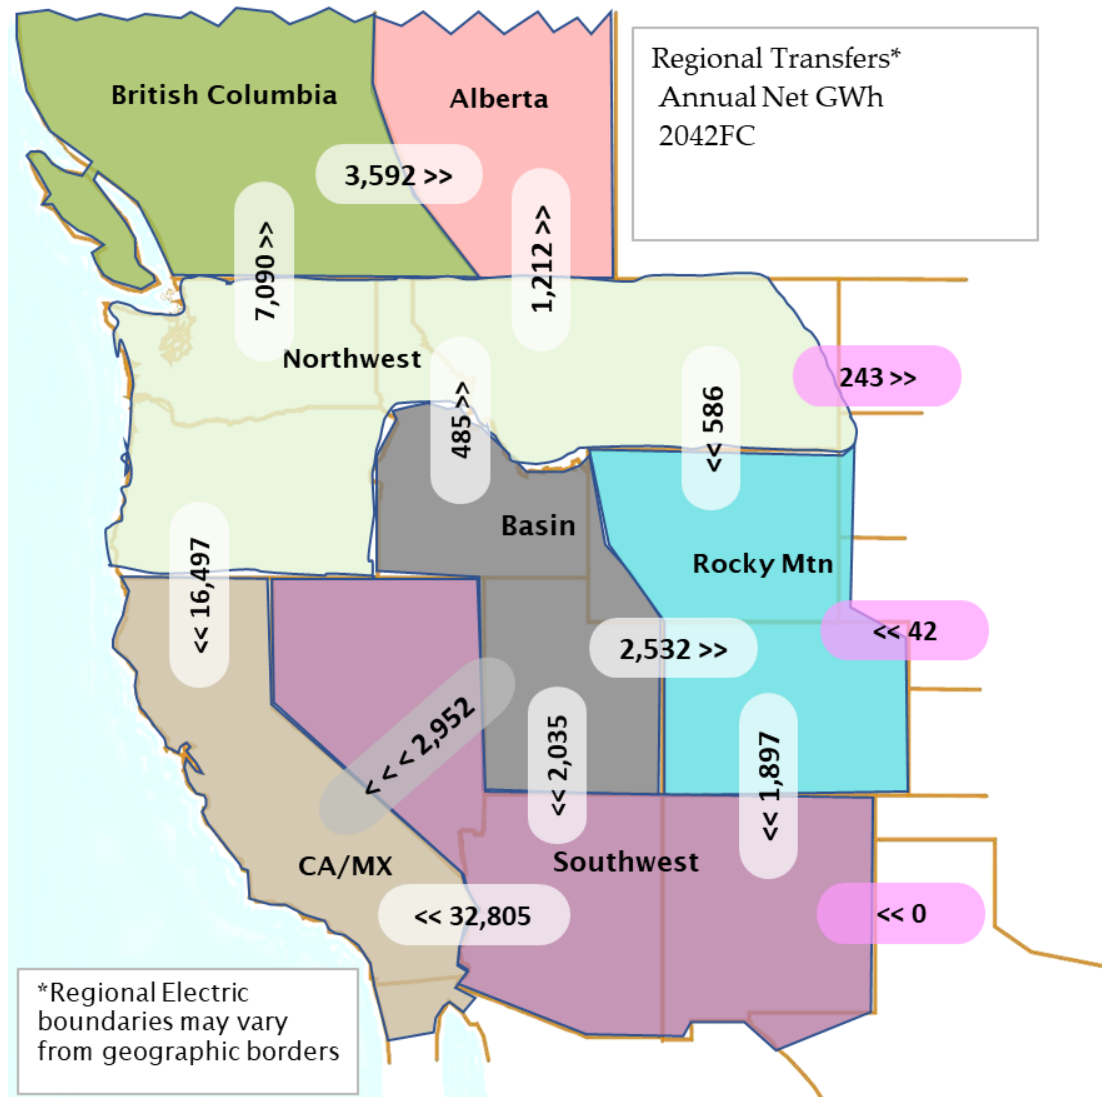 Regional Transfers*
Annual Net GWh
2042FC
British Columbia
Alberta
3,592 >>
7,090 >>
1,212 >>
Northwest
485 >>
<< 586
243 >>
Basin
Rocky Mtn
<< 16,497
2,532 >>
<< 42
< < < 2,952
<< 2,035
<< 1,897
CA/MX
Southwest
<< 32,805
<< 0
*Regional Electric
boundaries may vary
from geographic borders